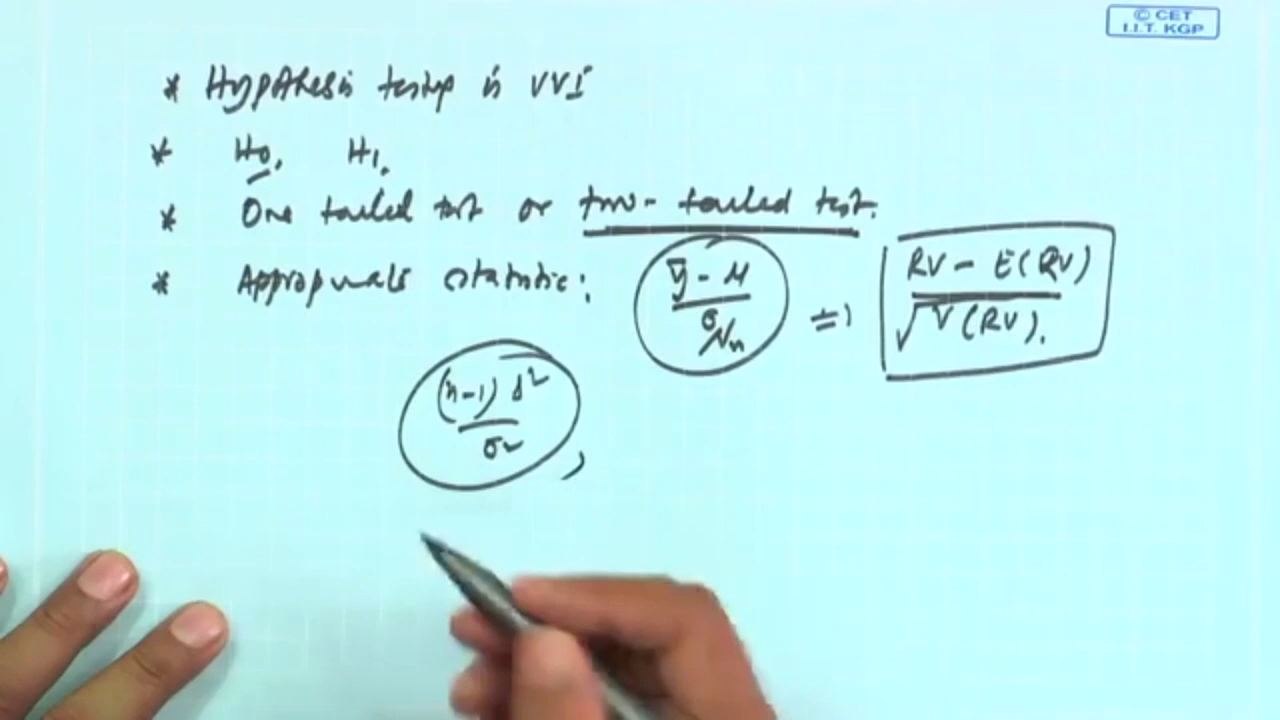 © CET
I.I.T. KGP
* Hypothesis testing is VVI
* H0, H1.
* One tailed test or two-tailed test.
* Appropriate statistic: (ȳ - μ)/(σ/√n) => (RV - E(RV))/√V(RV).
(n-1) s²/σ² ,